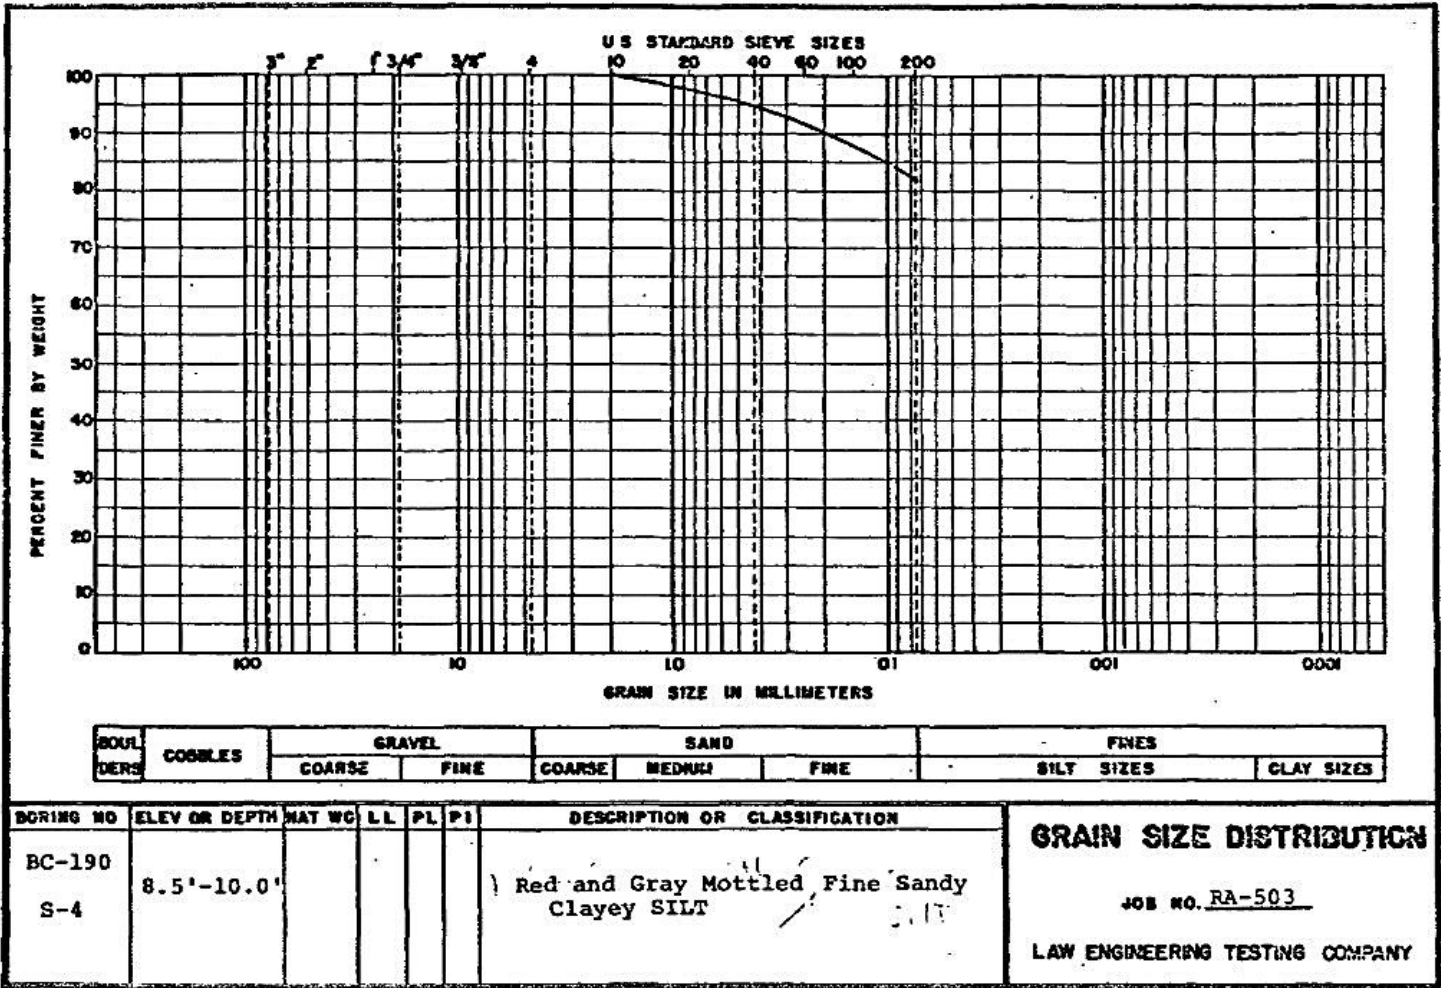 U S STANDARD SIEVE SIZES
3" 2" 1" 3/4" 3/8" 4 10 20 40 60 100 200
100
90
80
70
60
50
40
30
20
10
0
PERCENT FINER BY WEIGHT
100 10 1.0 0.1 0.01 0.001
GRAIN SIZE IN MILLIMETERS
BOUL DERS COBBLES GRAVEL SAND FINES
COARSE FINE COARSE MEDIUM FINE SILT SIZES CLAY SIZES
BORING NO ELEV OR DEPTH NAT WC LL PL PI DESCRIPTION OR CLASSIFICATION
BC-190
S-4
8.5'-10.0'
Red and Gray Mottled Fine Sandy
Clayey SILT
GRAIN SIZE DISTRIBUTION
JOB NO. RA-503
LAW ENGINEERING TESTING COMPANY